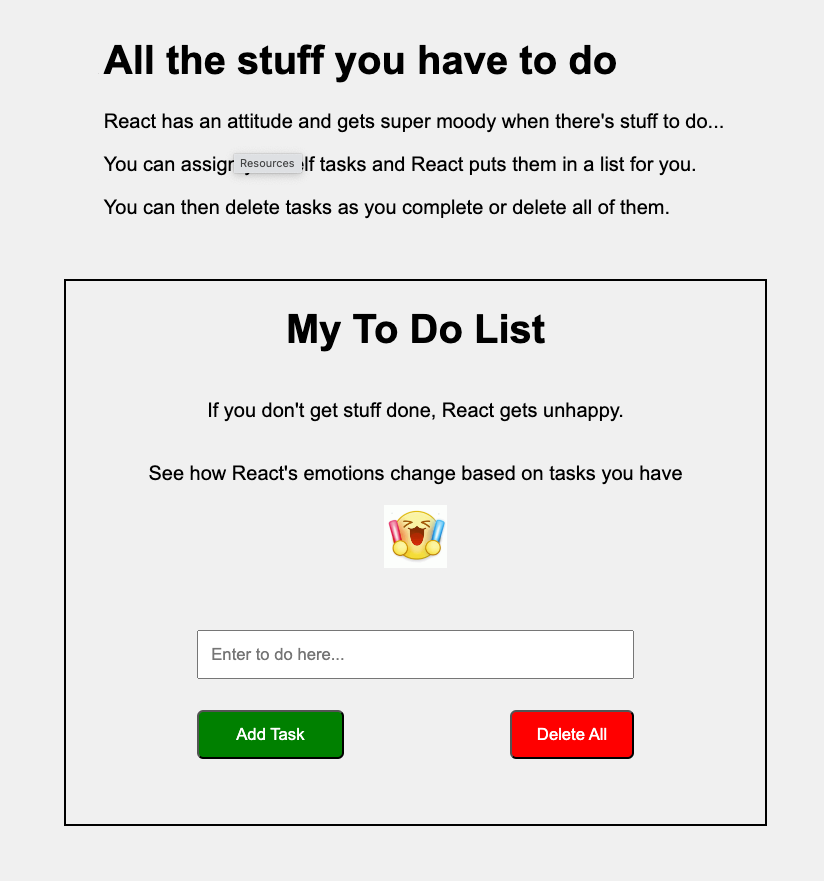 All the stuff you have to do
React has an attitude and gets super moody when there's stuff to do...
You can assign tasks and React puts them in a list for you.
Resources
You can then delete tasks as you complete or delete all of them.
My To Do List
If you don't get stuff done, React gets unhappy.
See how React's emotions change based on tasks you have
Enter to do here...
Add Task
Delete All